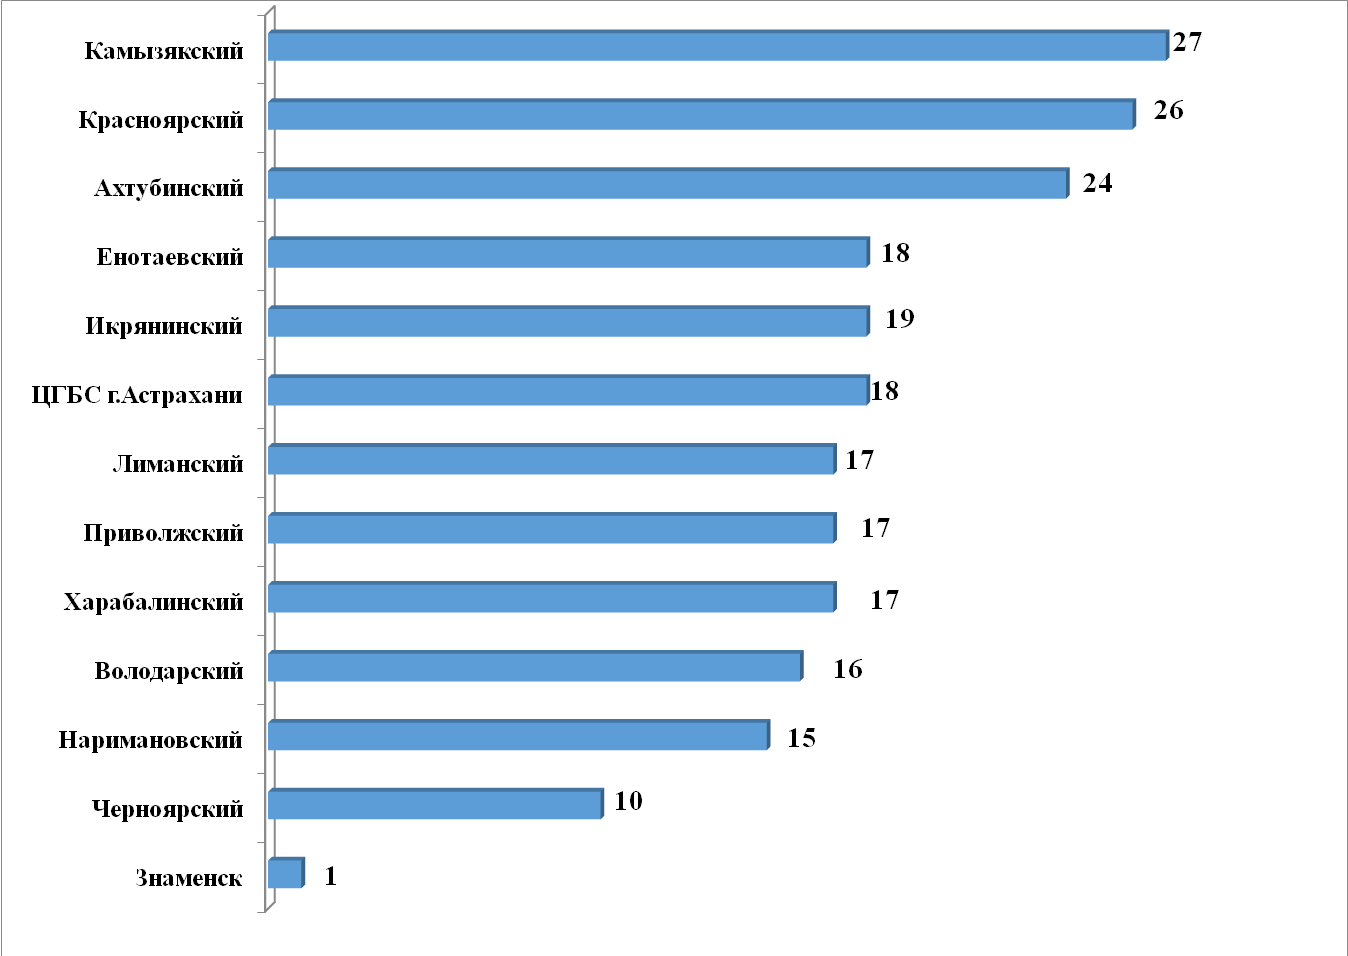 Камызякский 27
Красноярский 26
Ахтубинский 24
Енотаевский 18
Икрянинский 19
ЦГБС г.Астрахани 18
Лиманский 17
Приволжский 17
Харабалинский 17
Володарский 16
Наримановский 15
Черноярский 10
Знаменск 1